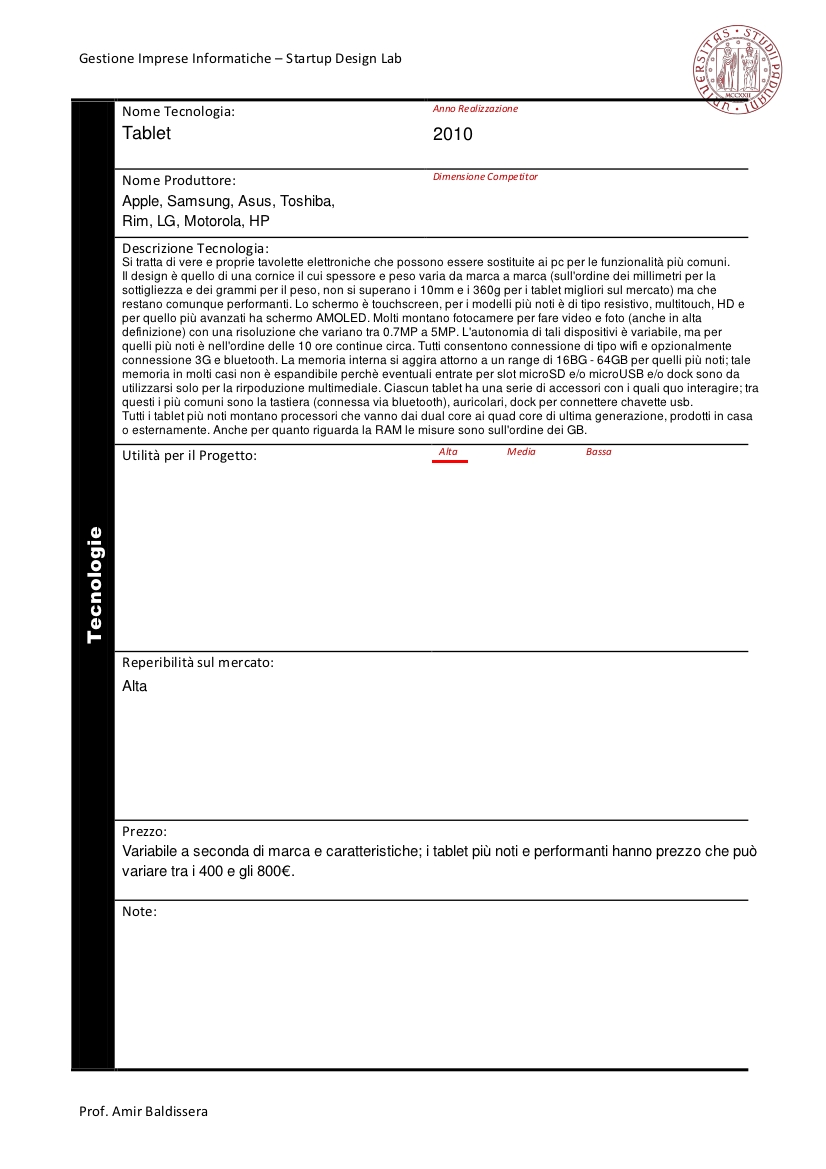 Gestione Imprese Informatiche – Startup Design Lab
UNIVERSITAS • STUDII PADUANI •
MCCXXII
Nome Tecnologia:
Anno Realizzazione
Tablet
2010
Nome Produttore:
Dimensione Competitor
Apple, Samsung, Asus, Toshiba,
Rim, LG, Motorola, HP
Descrizione Tecnologia:
Si tratta di vere e proprie tavolette elettroniche che possono essere sostituite ai pc per le funzionalità più comuni.
Il design è quello di una cornice il cui spessore e peso varia da marca a marca (sull'ordine dei millimetri per la
sottigliezza e dei grammi per il peso, non si superano i 10mm e i 360g per i tablet migliori sul mercato) ma che
restano comunque performanti. Lo schermo è touchscreen, per i modelli più noti è di tipo resistivo, multitouch, HD e
per quello più avanzati ha schermo AMOLED. Molti montano fotocamere per fare video e foto (anche in alta
definizione) con una risoluzione che variano tra 0.7MP a 5MP. L'autonomia di tali dispositivi è variabile, ma per
quelli più noti è nell'ordine delle 10 ore continue circa. Tutti consentono connessione di tipo wifi e opzionalmente
connessione 3G e bluetooth. La memoria interna si aggira attorno a un range di 16BG - 64GB per quelli più noti; tale
memoria in molti casi non è espandibile perchè eventuali entrate per slot microSD e/o microUSB e/o dock sono da
utilizzarsi solo per la rirpoduzione multimediale. Ciascun tablet ha una serie di accessori con i quali quo interagire; tra
questi i più comuni sono la tastiera (connessa via bluetooth), auricolari, dock per connettere chavette usb.
Tutti i tablet più noti montano processori che vanno dai dual core ai quad core di ultima generazione, prodotti in casa
o esternamente. Anche per quanto riguarda la RAM le misure sono sull'ordine dei GB.
Utilità per il Progetto:
Alta Media Bassa
Tecnologie
Reperibilità sul mercato:
Alta
Prezzo:
Variabile a seconda di marca e caratteristiche; i tablet più noti e performanti hanno prezzo che può
variare tra i 400 e gli 800€.
Note:
Prof. Amir Baldissera